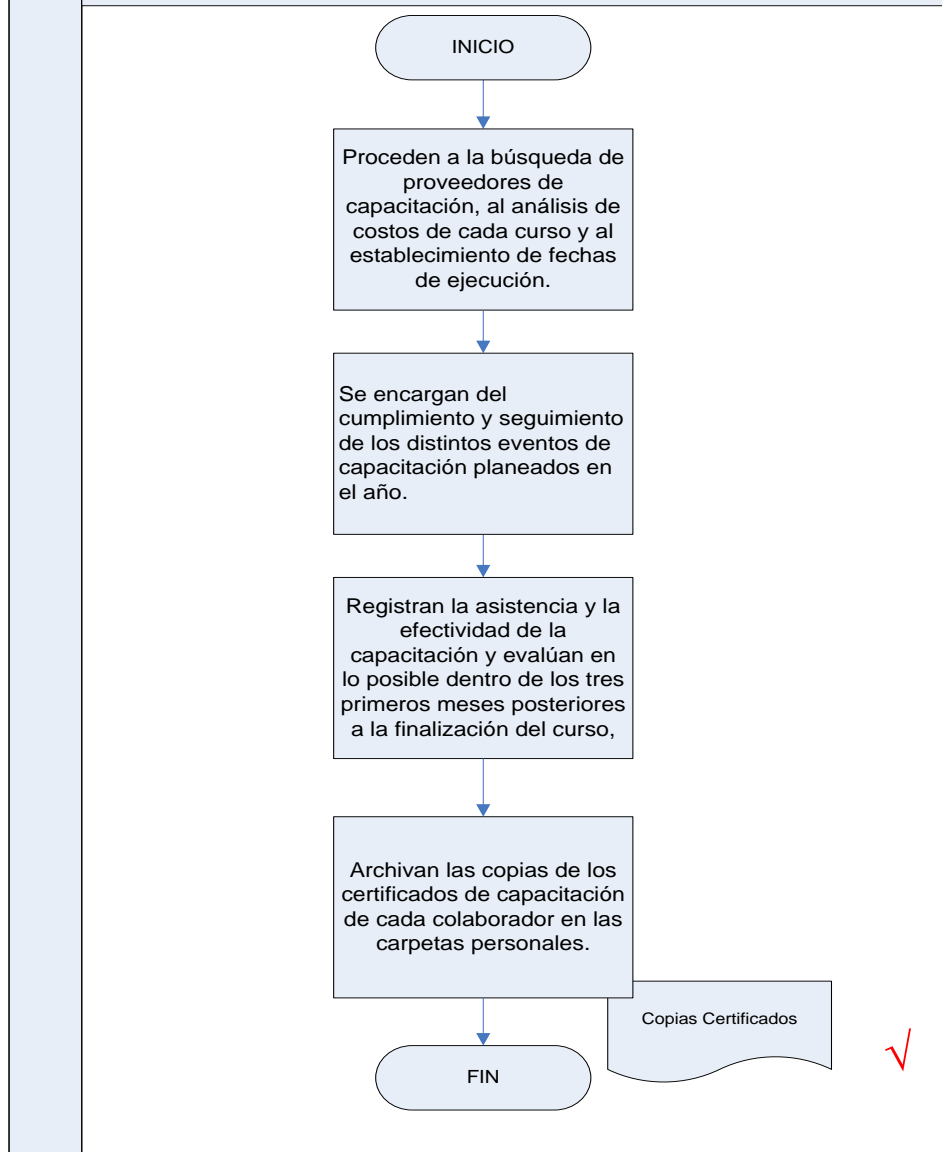 INICIO
Proceden a la búsqueda de
proveedores de
capacitación, al análisis de
costos de cada curso y al
establecimiento de fechas
de ejecución.
Se encargan del
cumplimiento y seguimiento
de los distintos eventos de
capacitación planeados en
el año.
Registran la asistencia y la
efectividad de la
capacitación y evalúan en
lo posible dentro de los tres
primeros meses posteriores
a la finalización del curso,
Archivan las copias de los
certificados de capacitación
de cada colaborador en las
carpetas personales.
Copias Certificados
√
FIN